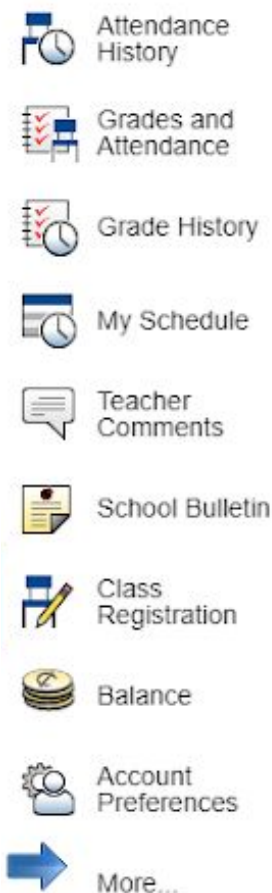 Attendance
History
Grades and
Attendance
Grade History
My Schedule
Teacher
Comments
School Bulletin
Class
Registration
Balance
Account
Preferences
More...